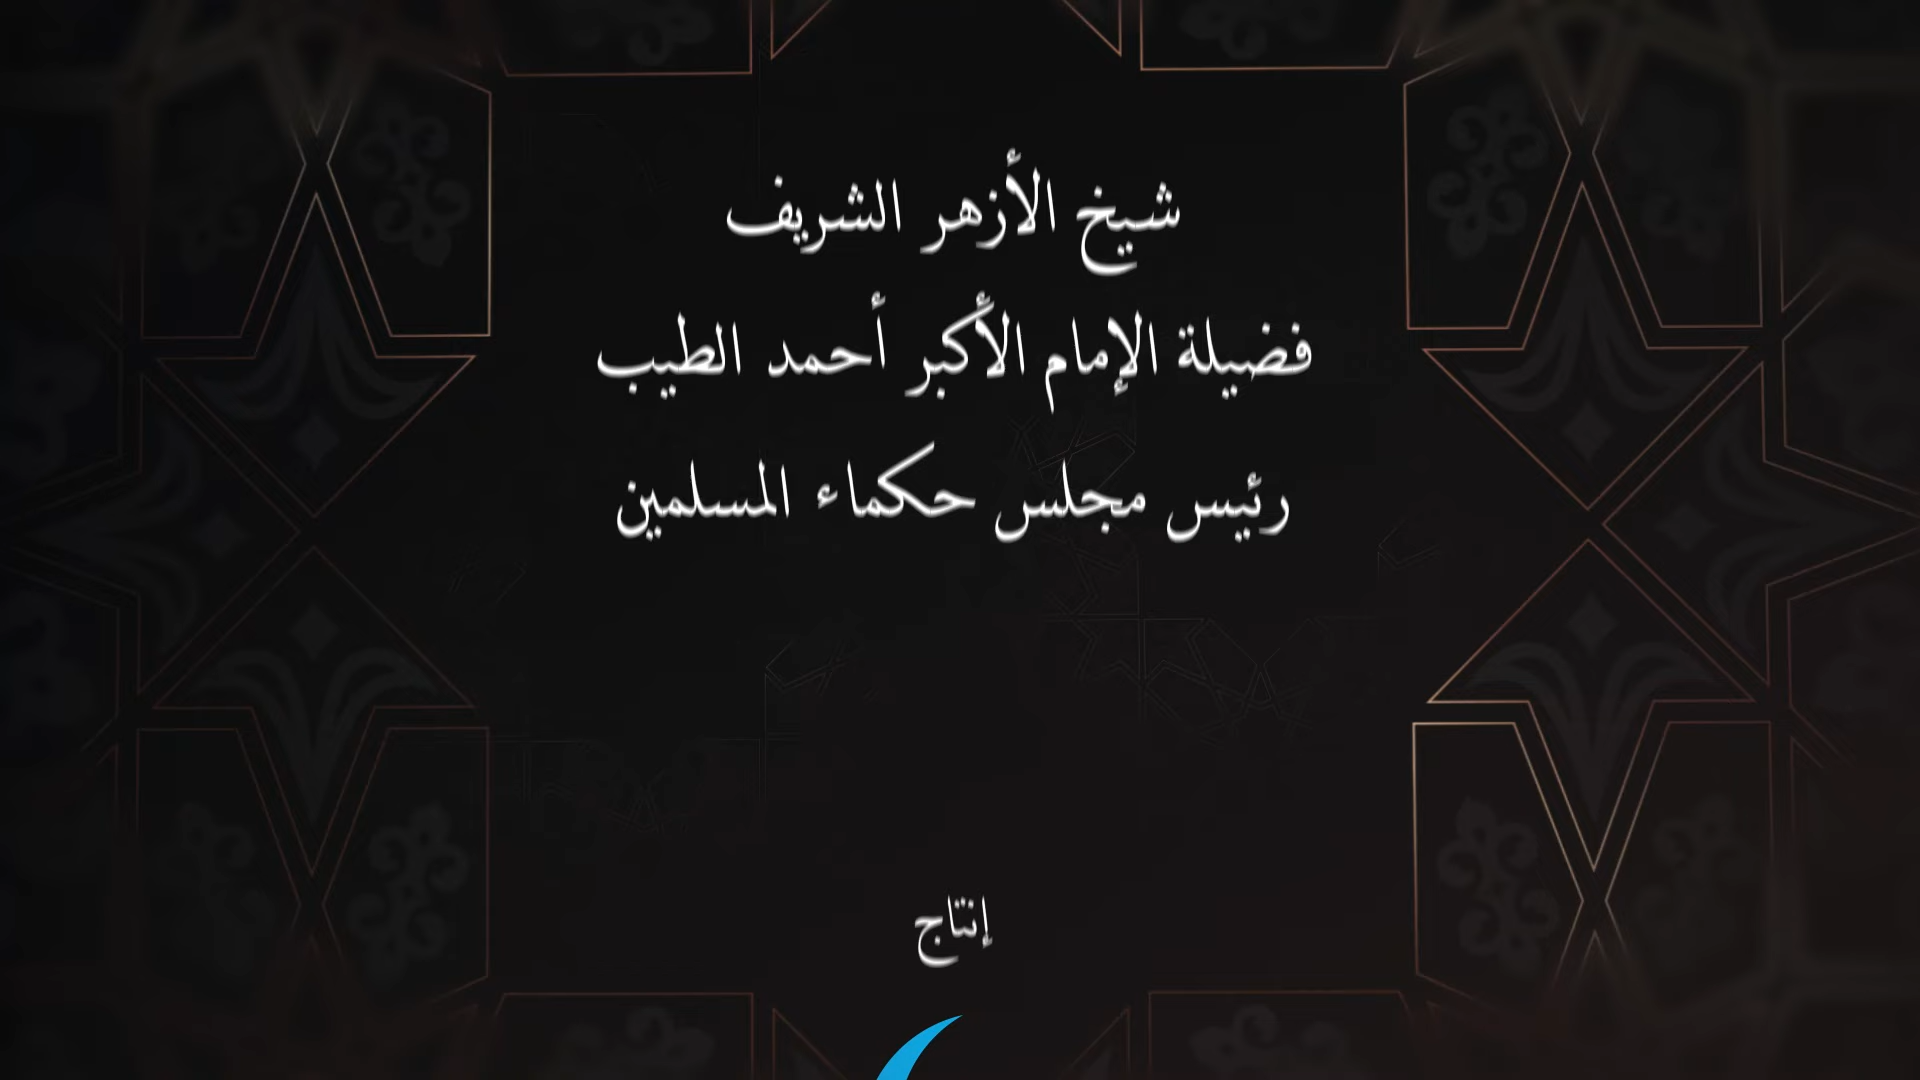 شيخ الأزهر الشريف
فضيلة الإمام الأكبر أحمد الطيب
رئيس مجلس حكماء المسلمين
إنتاج